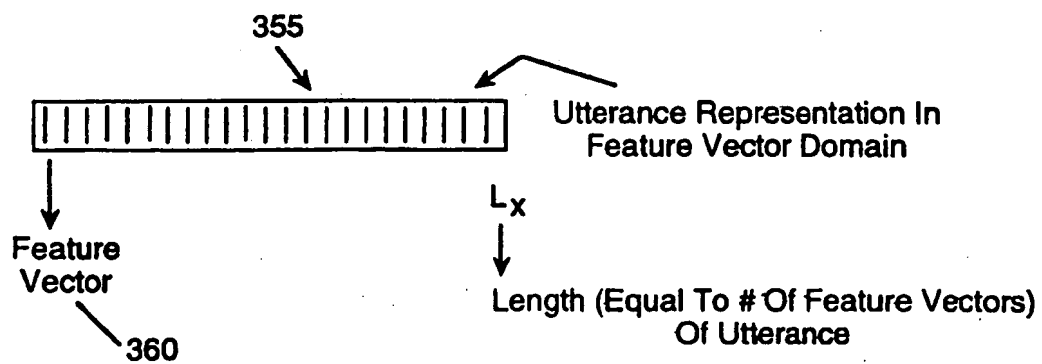 355
Utterance Representation In
Feature Vector Domain
Lx
Feature
Vector
Length (Equal To # Of Feature Vectors)
Of Utterance
360